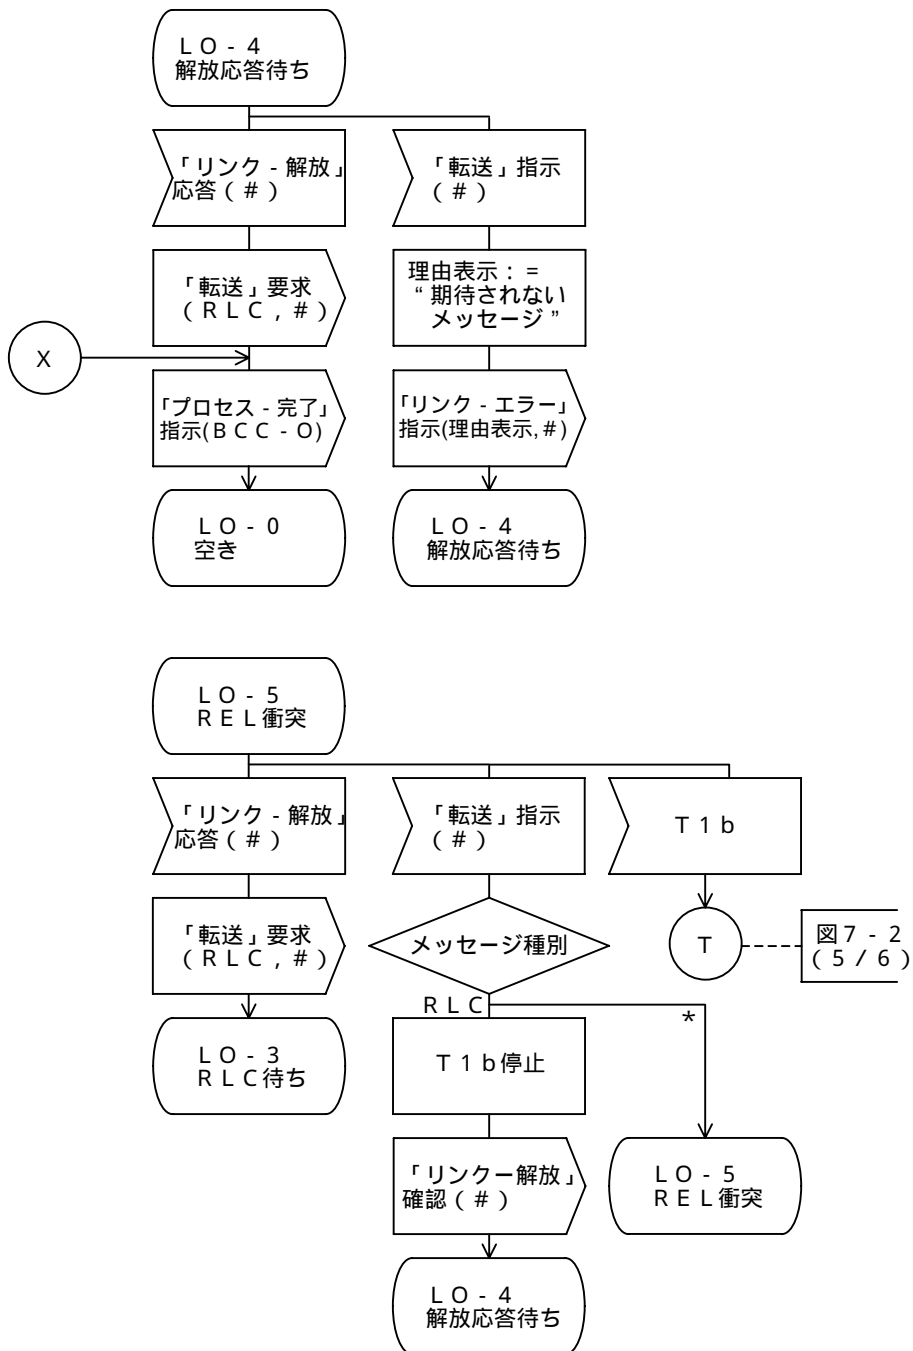 ＬＯ-４
解放応答待ち
「リンク-解放」
応答(＃)
「転送」指示
(＃)
「転送」要求
(ＲＬＣ,＃)
理由表示：=
“期待されない
メッセージ”
X
「プロセス-完了」
指示(ＢＣＣ-Ｏ)
「リンク-エラー」
指示(理由表示,＃)
ＬＯ-０
空き
ＬＯ-４
解放応答待ち
ＬＯ-５
ＲＥＬ衝突
「リンク-解放」
応答(＃)
「転送」指示
(＃)
Ｔ１ｂ
「転送」要求
(ＲＬＣ,＃)
メッセージ種別
T
図７-２
(５/６)
ＲＬＣ
*
ＬＯ-３
ＲＬＣ待ち
Ｔ１ｂ停止
「リンクー解放」
確認(＃)
ＬＯ-５
ＲＥＬ衝突
ＬＯ-４
解放応答待ち